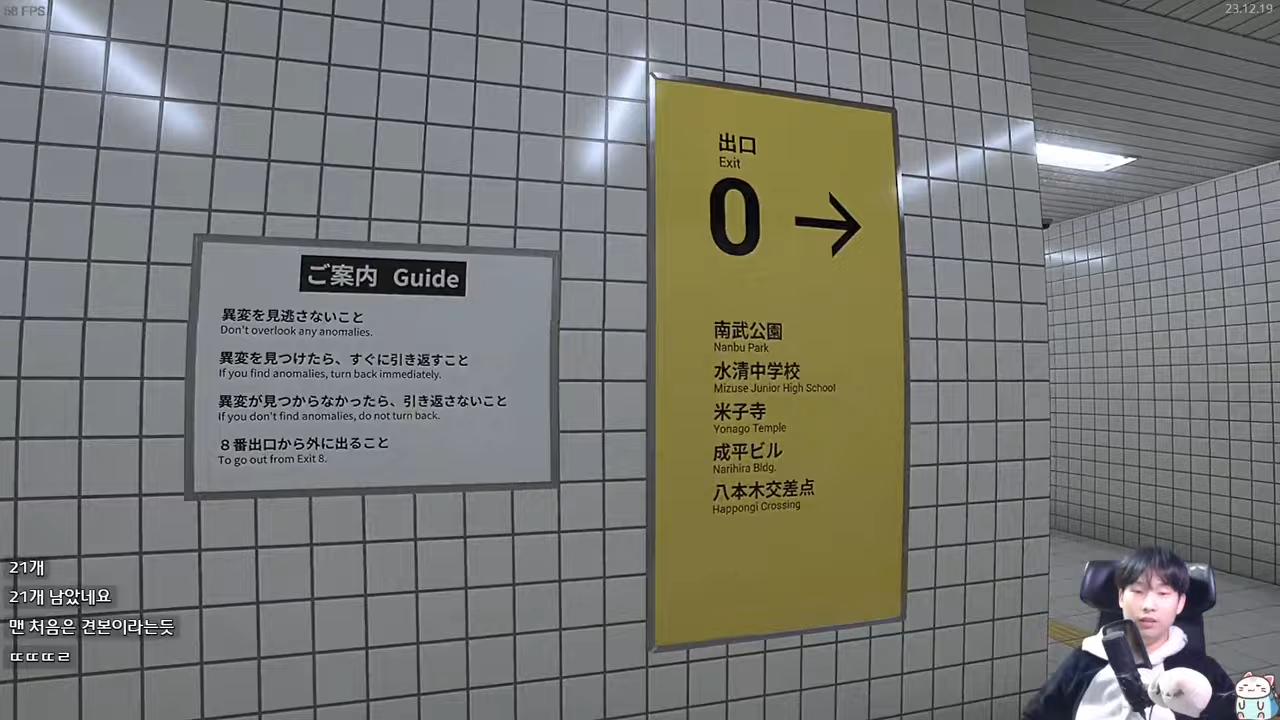 58 FPS
23.12.19
出口
Exit
0
ご案内 Guide
異変を見逃さないこと
Don't overlook any anomalies.
異変を見つけたら、すぐに引き返すこと
If you find anomalies, turn back immediately.
異変が見つからなかったら、引き返さないこと
If you don't find anomalies, do not turn back.
8番出口から外に出ること
To go out from Exit 8.
南武公園
Nanbu Park
水清中学校
Mizuse Junior High School
米子寺
Yonago Temple
成平ビル
Narihira Bldg.
八本木交差点
Happongi Crossing
21개
21개 남았네요
맨 처음은 견본이라는듯
ㄸㄸㄸㄹ